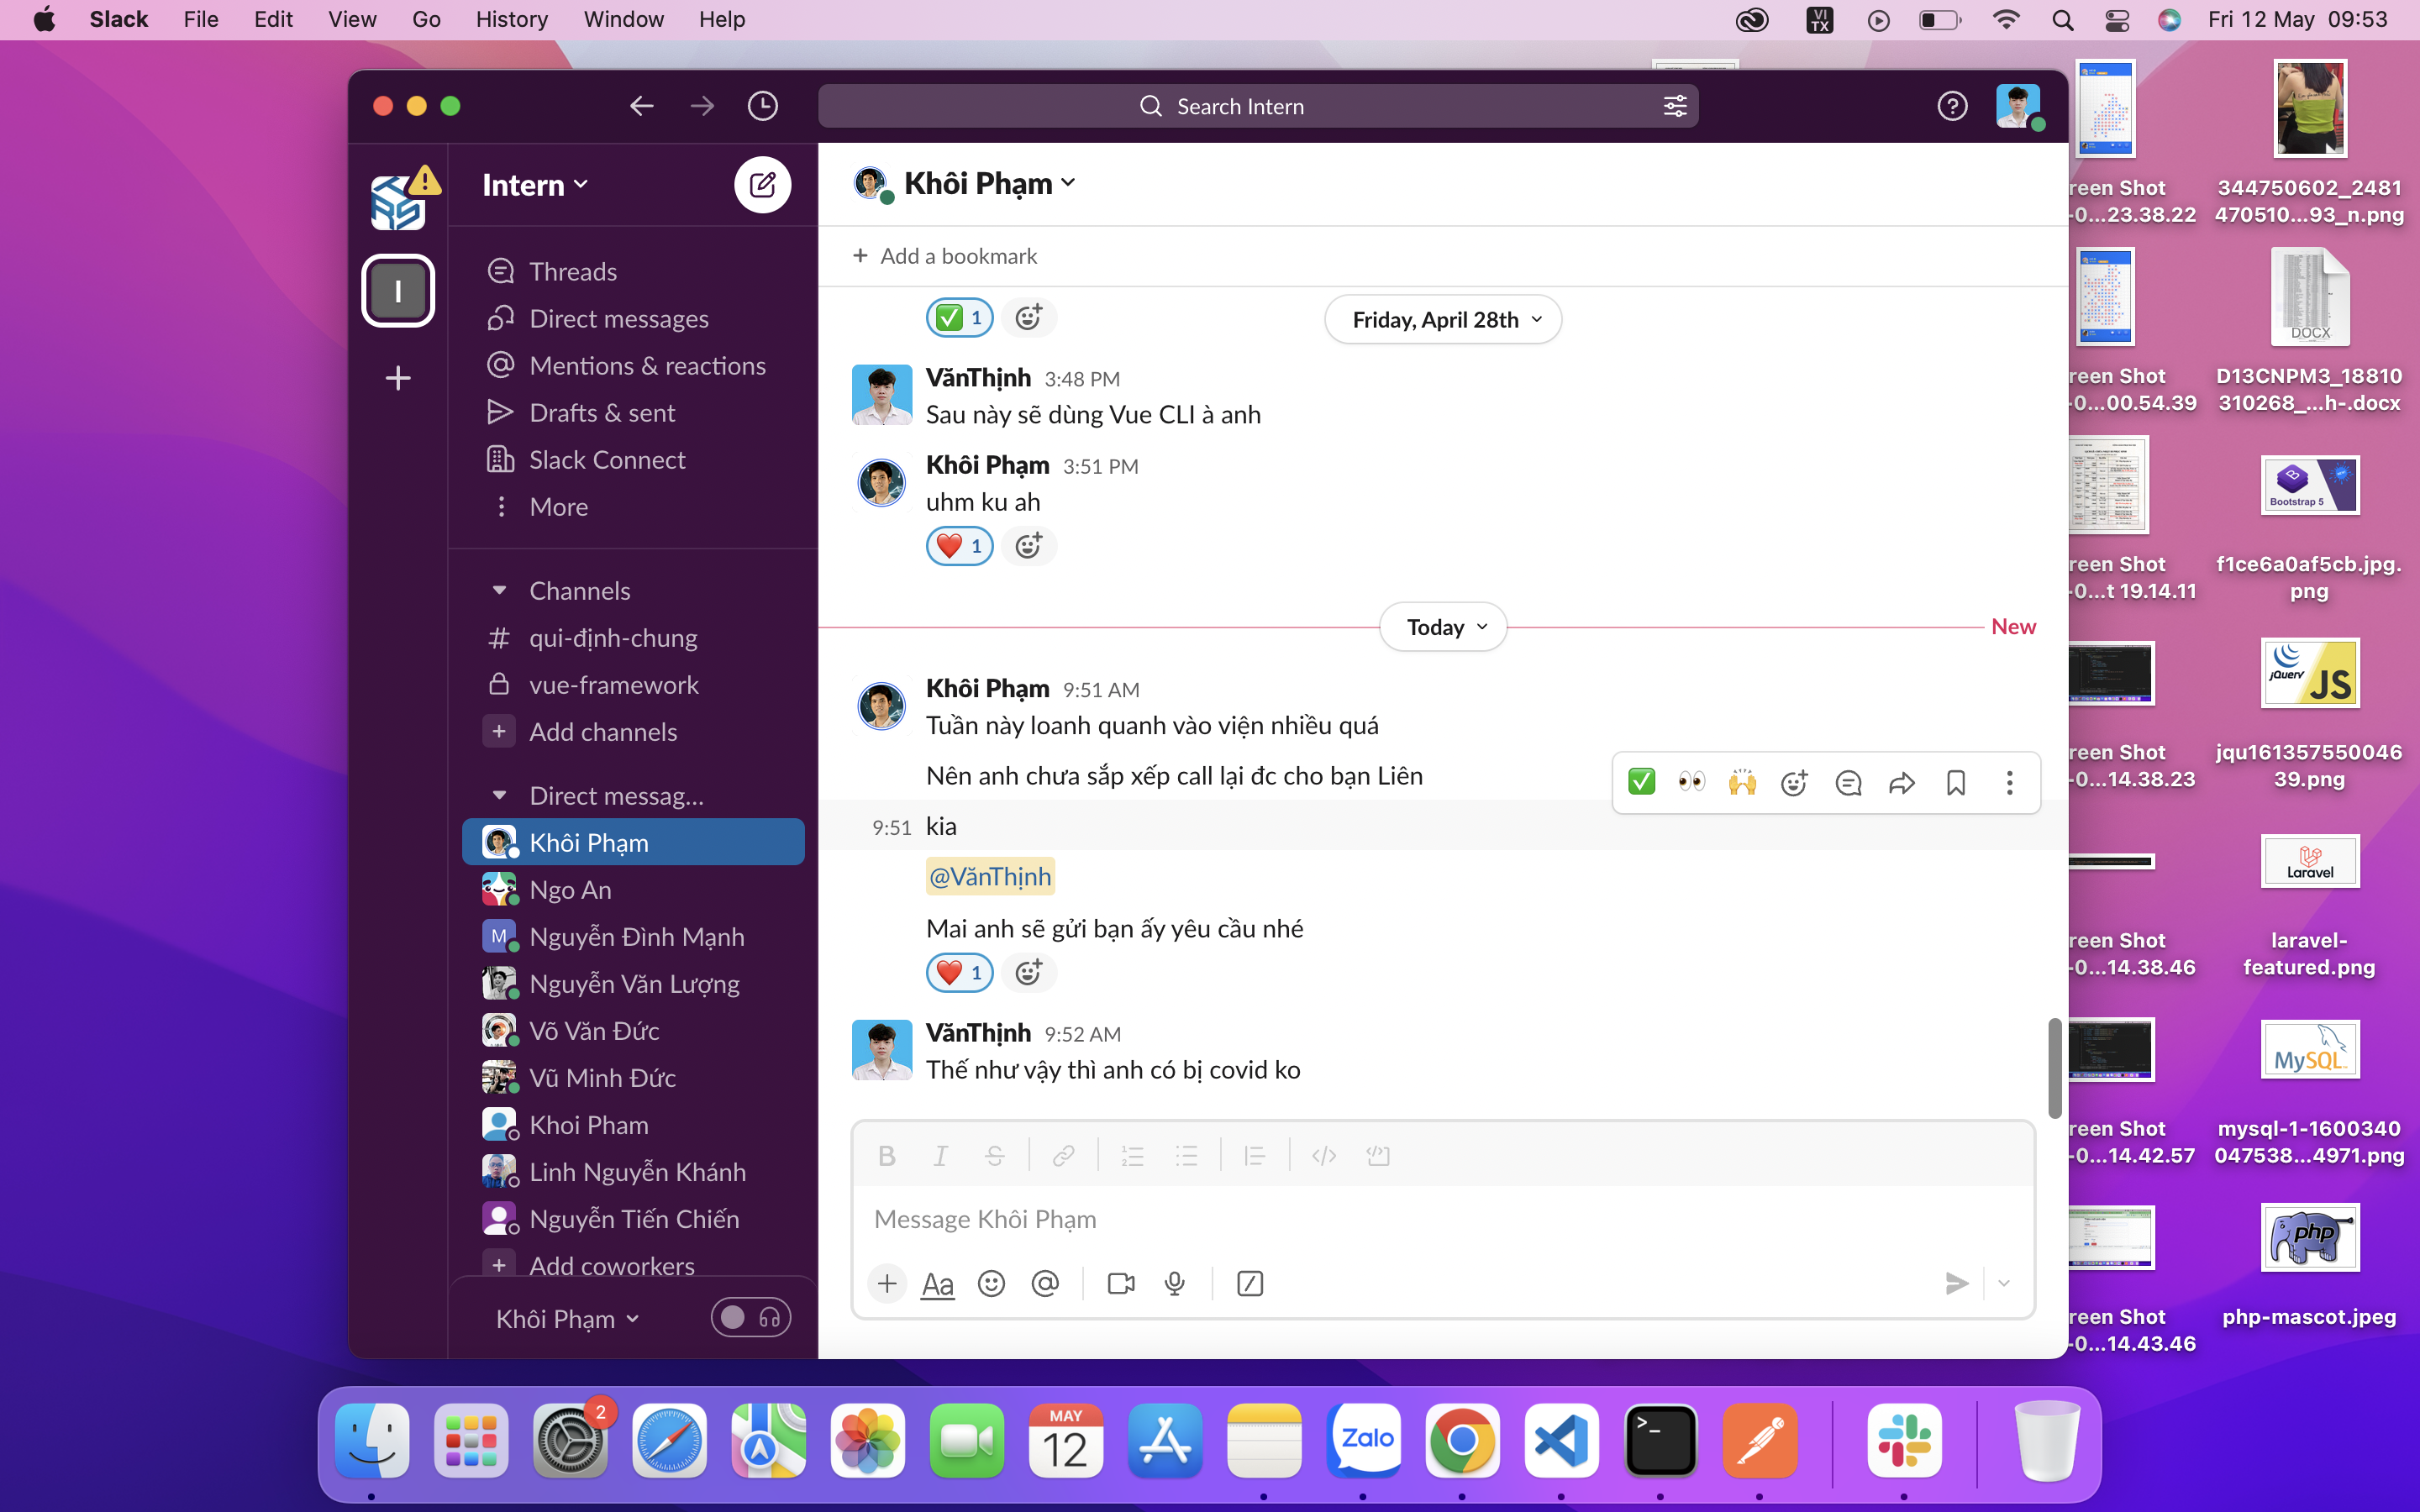 Slack File Edit View Go History Window Help
VI TX
Fri 12 May 09:53
Search Intern
Intern
I
Threads
Direct messages
Mentions & reactions
Drafts & sent
Slack Connect
More
Channels
# qui-định-chung
vue-framework
+ Add channels
Direct messag...
Khôi Phạm
Ngo An
M Nguyễn Đình Mạnh
Nguyễn Văn Lượng
Võ Văn Đức
Vũ Minh Đức
Khoi Pham
Linh Nguyễn Khánh
Nguyễn Tiến Chiến
+ Add coworkers
Khôi Phạm
Khôi Phạm
+ Add a bookmark
1
Friday, April 28th
VănThịnh 3:48 PM
Sau này sẽ dùng Vue CLI à anh
Khôi Phạm 3:51 PM
uhm ku ah
1
Today
New
Khôi Phạm 9:51 AM
Tuần này loanh quanh vào viện nhiều quá
Nên anh chưa sắp xếp call lại đc cho bạn Liên
9:51 kia
@VănThịnh
Mai anh sẽ gửi bạn ấy yêu cầu nhé
1
VănThịnh 9:52 AM
Thế như vậy thì anh có bị covid ko
B I S
Message Khôi Phạm
+ Aa @
reen Shot
-0...23.38.22
reen Shot
-0...00.54.39
reen Shot
-0...t 19.14.11
reen Shot
-0...14.38.23
reen Shot
-0...14.38.46
reen Shot
-0...14.42.57
reen Shot
-0...14.43.46
344750602_2481
470510...93_n.png
DOCX
D13CNPM3_18810
310268_...h-.docx
Bootstrap 5
f1ce6a0af5cb.jpg.
png
jQuery JS
jqu161357550046
39.png
Laravel
laravel-
featured.png
MySQL
mysql-1-1600340
047538...4971.png
php
php-mascot.jpeg
2
MAY
12
Zalo